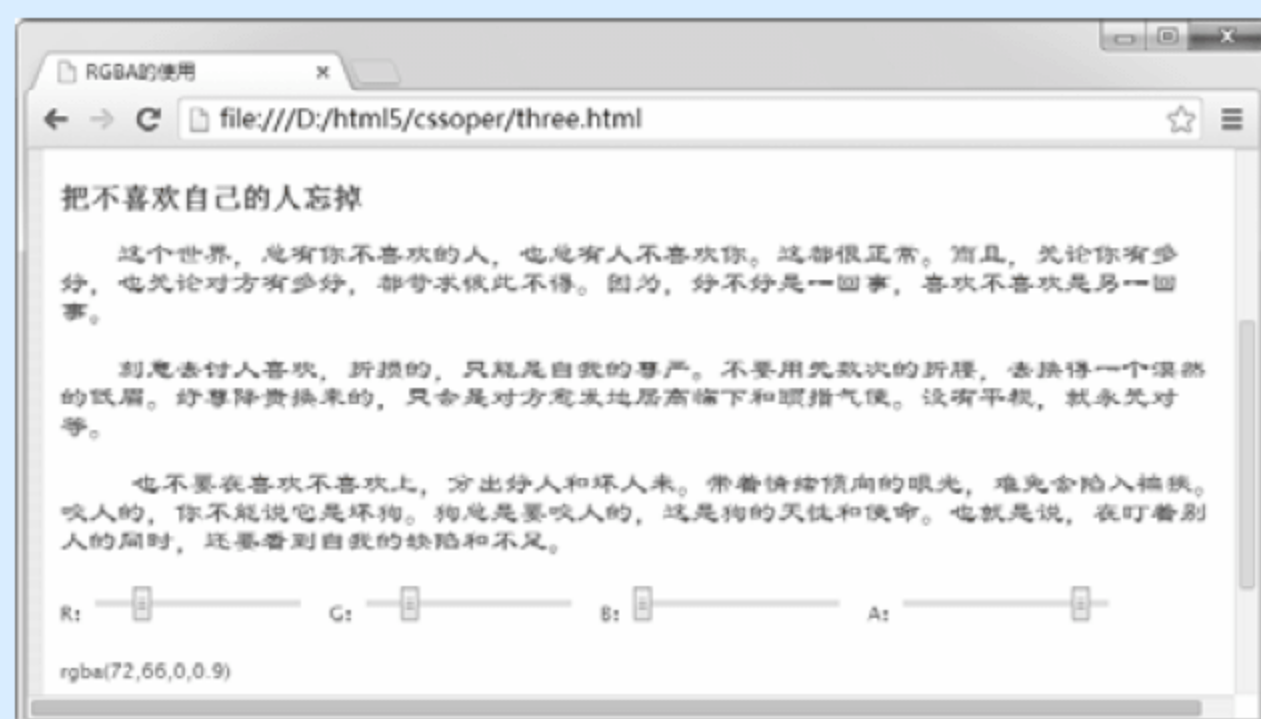 RGBA的使用
file:///D:/html5/cssoper/three.html
把不喜欢自己的人忘掉
这个世界，总有你不喜欢的人，也总有人不喜欢你。这都很正常。而且，无论你有多
好，也无论对方有多好，都苛求彼此不得。因为，好不好是一回事，喜欢不喜欢是另一回
事。
刻意去讨人喜欢，折损的，只能是自我的尊严。不要用无数次的折腰，去换得一个漠然
的低眉。纡尊降贵换来的，只会是对方愈发地居高临下和颐指气使。没有平视，就永无对
等。
也不要在喜欢不喜欢上，分出好人和坏人来。带着情绪倾向的眼光，难免会陷入褊狭。
咬人的，你不能说它是坏狗。狗总是要咬人的，这是狗的天性和使命。也就是说，在盯着别
人的同时，还要看到自我的缺陷和不足。
R: G: B: A:
rgba(72,66,0,0.9)